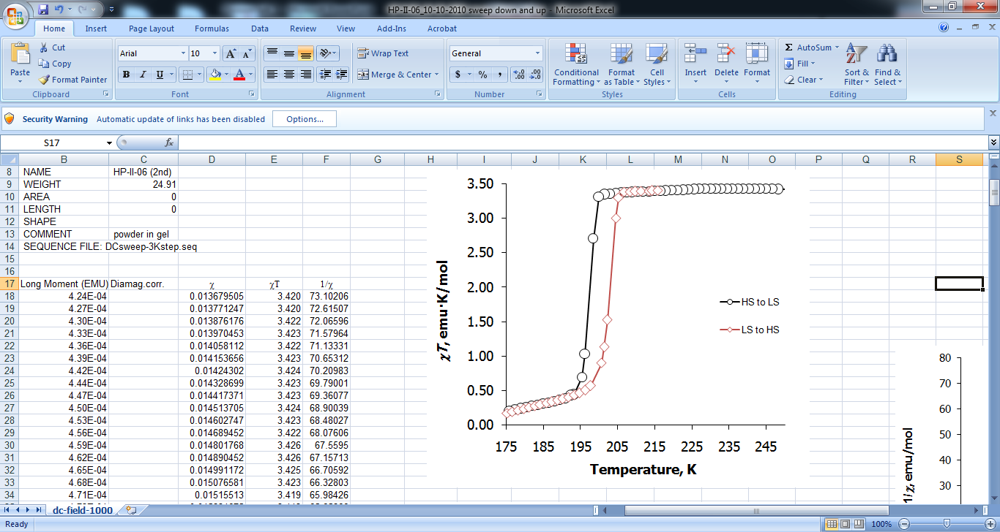 HP-II-06_10-10-2010 sweep down and up - Microsoft Excel
Home Insert Page Layout Formulas Data Review View Add-Ins Acrobat
Paste Cut Copy Format Painter Clipboard
Arial 10 A A B I U A Font
Wrap Text Merge & Center Alignment
General $ % , .00 .00 Number
Conditional Formatting Format as Table Cell Styles Styles
Insert Delete Format Cells
Σ AutoSum Fill Clear Sort & Filter Find & Select Editing
Security Warning Automatic update of links has been disabled Options...
S17 fx
B C D E F G H I J K L M N O P Q R S
8 NAME HP-II-06 (2nd)
9 WEIGHT 24.91
10 AREA 0
11 LENGTH 0
12 SHAPE
13 COMMENT powder in gel
14 SEQUENCE FILE: DCsweep-3Kstep.seq
15
16
17 Long Moment (EMU) Diamag.corr. χ χT 1/χ
18 4.24E-04 0.013679505 3.420 73.10206
19 4.27E-04 0.013771247 3.420 72.61507
20 4.30E-04 0.013876176 3.422 72.06596
21 4.33E-04 0.013970453 3.423 71.57964
22 4.36E-04 0.014058112 3.422 71.13331
23 4.39E-04 0.014153656 3.423 70.65312
24 4.42E-04 0.01424302 3.424 70.20983
25 4.44E-04 0.014328699 3.423 69.79001
26 4.47E-04 0.014417371 3.423 69.36077
27 4.50E-04 0.014513705 3.424 68.90039
28 4.53E-04 0.014602747 3.423 68.48027
29 4.56E-04 0.014689452 3.422 68.07606
30 4.59E-04 0.014801768 3.426 67.5595
31 4.62E-04 0.014890452 3.426 67.15713
32 4.65E-04 0.014991172 3.425 66.70592
33 4.68E-04 0.015076581 3.423 66.32803
34 4.71E-04 0.01515513 3.419 65.98426
3.50
3.00
2.50
2.00
1.50
1.00
0.50
0.00
χT, emu·K/mol
175 185 195 205 215 225 235 245
Temperature, K
HS to LS
LS to HS
80
70
60
50
40
30
1/χ, emu/mol
dc-field-1000
Ready 100%